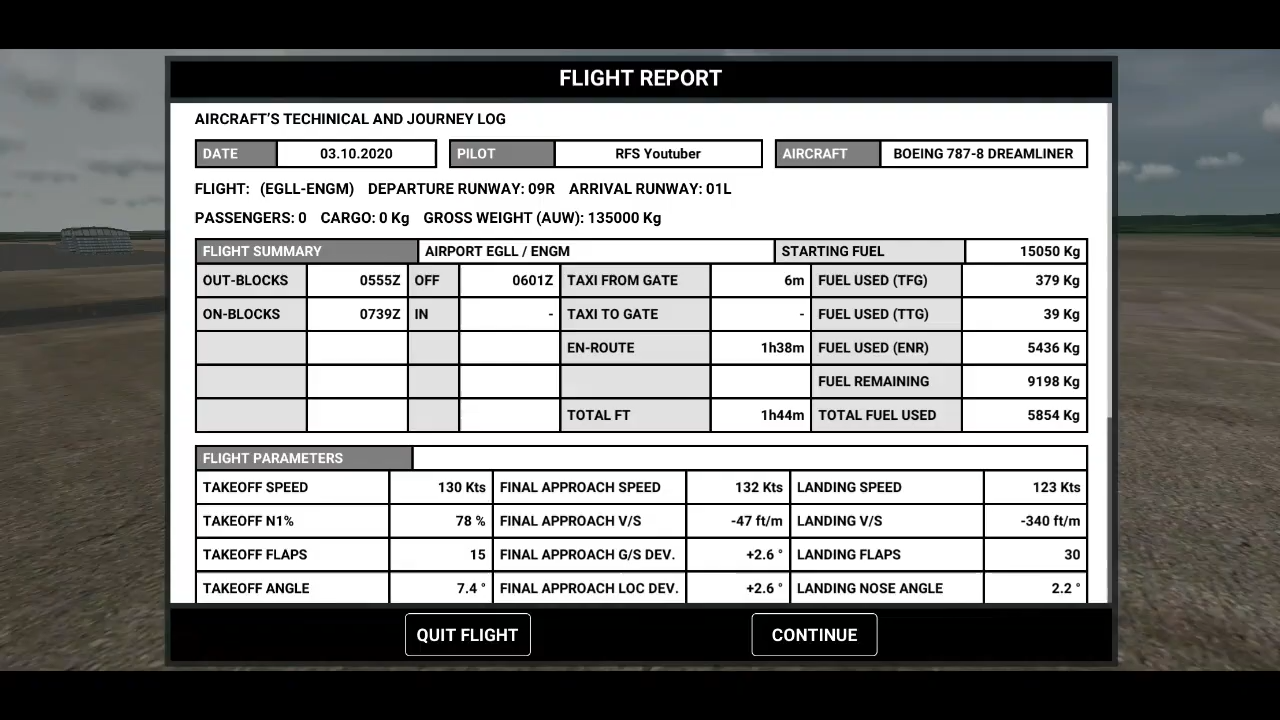 FLIGHT REPORT
AIRCRAFT'S TECHINICAL AND JOURNEY LOG
DATE 03.10.2020 PILOT RFS Youtuber AIRCRAFT BOEING 787-8 DREAMLINER
FLIGHT: (EGLL-ENGM) DEPARTURE RUNWAY: 09R ARRIVAL RUNWAY: 01L
PASSENGERS: 0 CARGO: 0 Kg GROSS WEIGHT (AUW): 135000 Kg
FLIGHT SUMMARY AIRPORT EGLL / ENGM STARTING FUEL 15050 Kg
OUT-BLOCKS 0555Z OFF 0601Z TAXI FROM GATE 6m FUEL USED (TFG) 379 Kg
ON-BLOCKS 0739Z IN - TAXI TO GATE - FUEL USED (TTG) 39 Kg
EN-ROUTE 1h38m FUEL USED (ENR) 5436 Kg
FUEL REMAINING 9198 Kg
TOTAL FT 1h44m TOTAL FUEL USED 5854 Kg
FLIGHT PARAMETERS
TAKEOFF SPEED 130 Kts FINAL APPROACH SPEED 132 Kts LANDING SPEED 123 Kts
TAKEOFF N1% 78 % FINAL APPROACH V/S -47 ft/m LANDING V/S -340 ft/m
TAKEOFF FLAPS 15 FINAL APPROACH G/S DEV. +2.6 ° LANDING FLAPS 30
TAKEOFF ANGLE 7.4 ° FINAL APPROACH LOC DEV. +2.6 ° LANDING NOSE ANGLE 2.2 °
QUIT FLIGHT CONTINUE